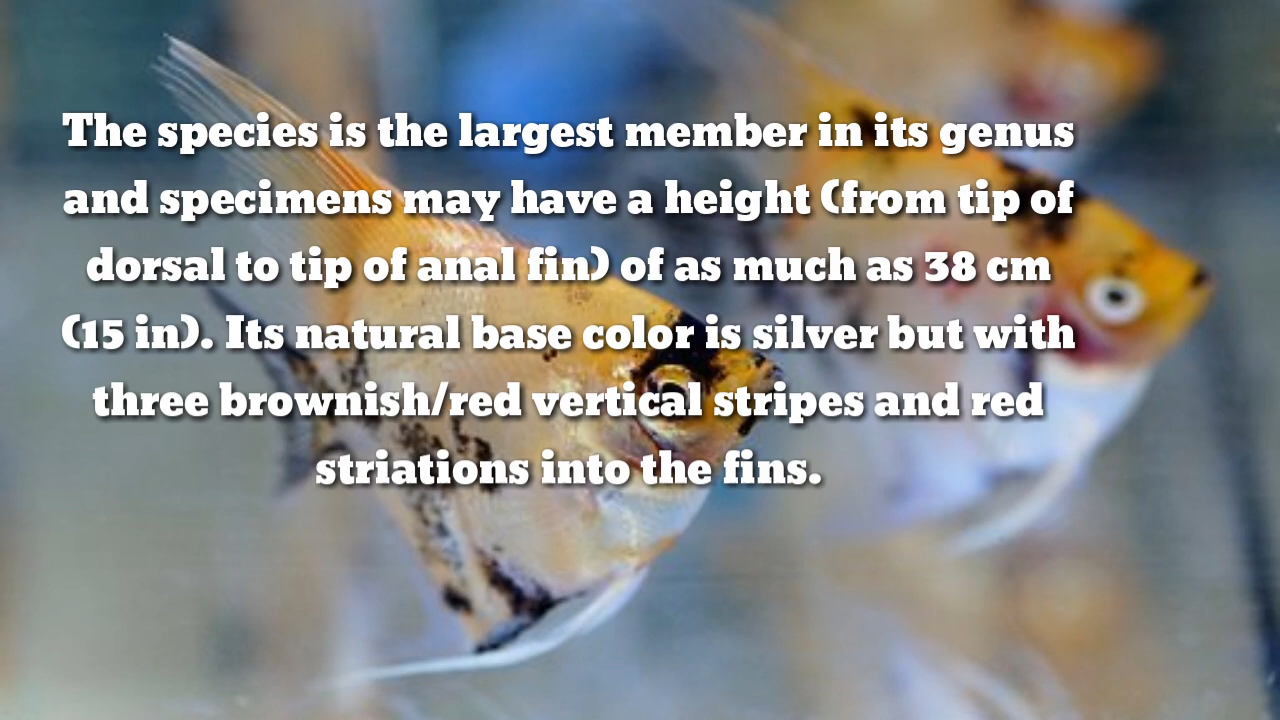 The species is the largest member in its genus
and specimens may have a height (from tip of
dorsal to tip of anal fin) of as much as 38 cm
(15 in). Its natural base color is silver but with
three brownish/red vertical stripes and red
striations into the fins.